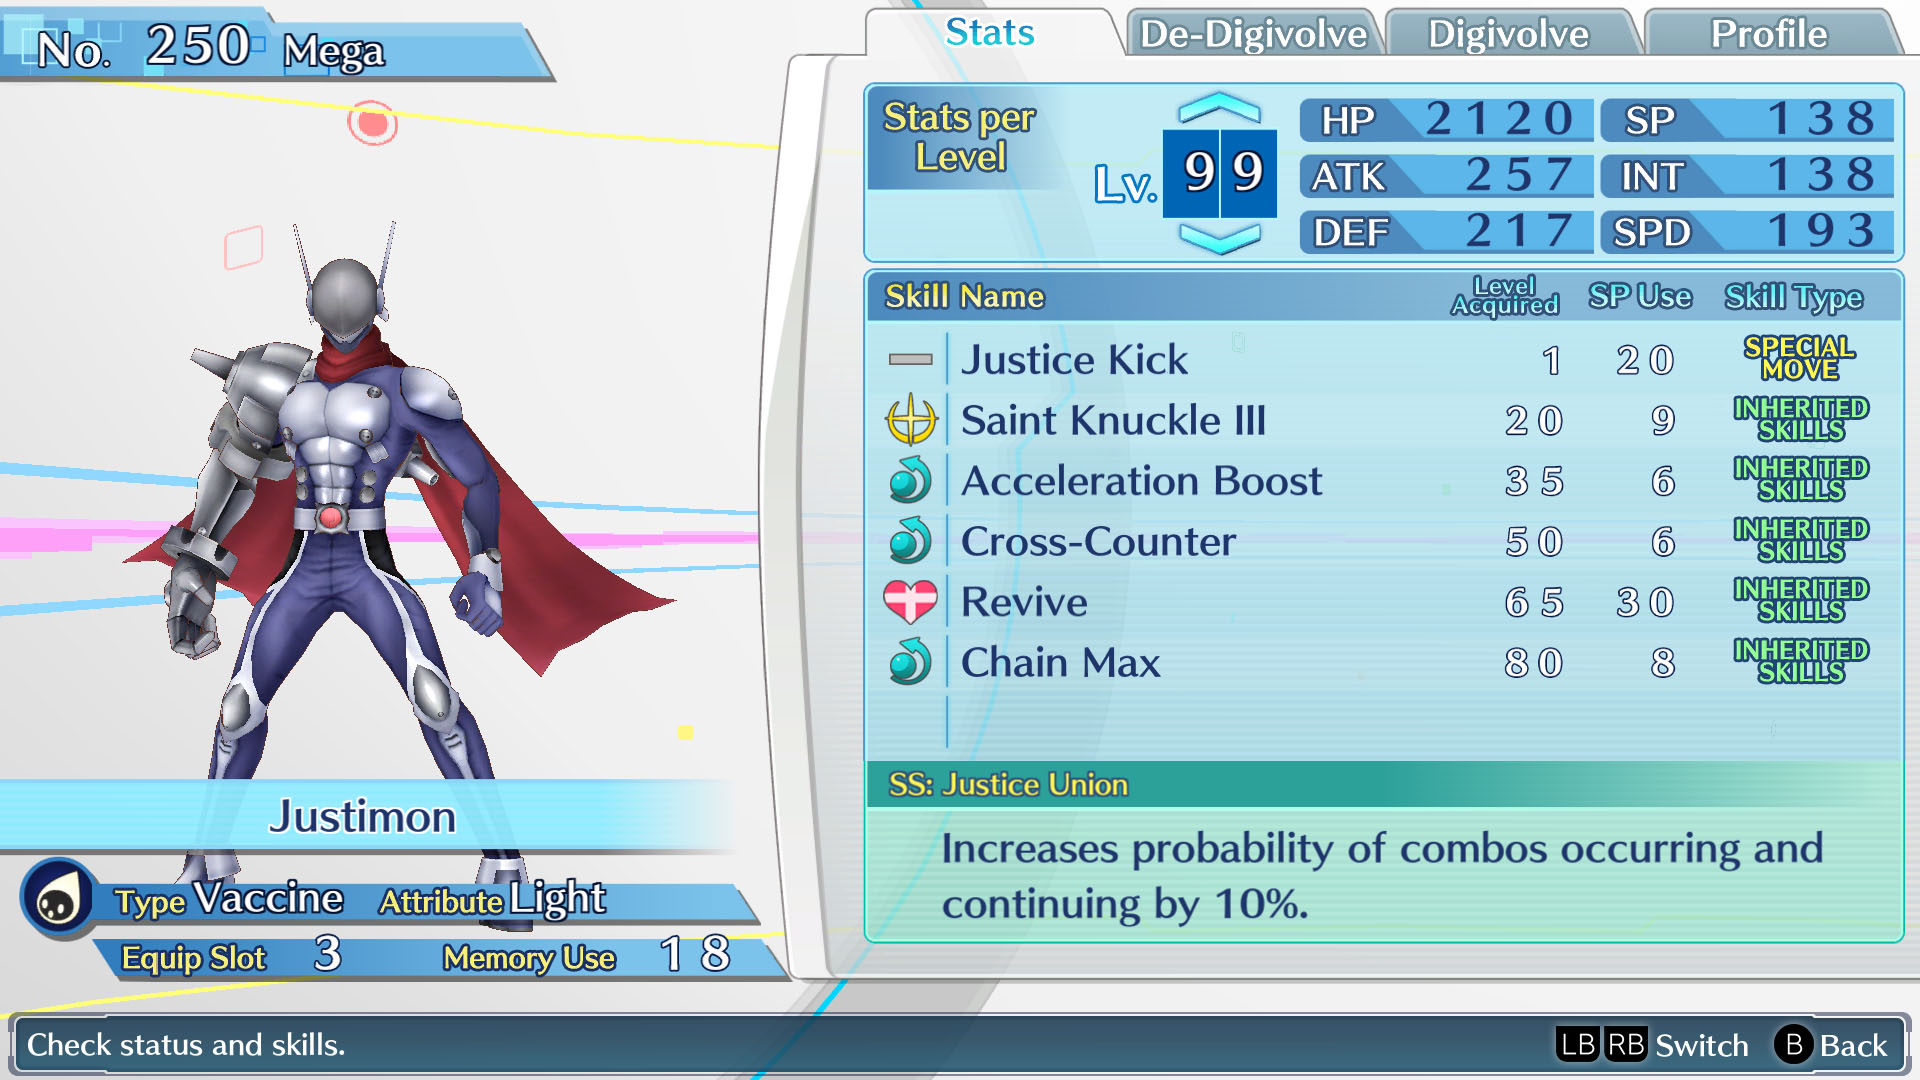 No. 250 Mega
Stats
De-Digivolve
Digivolve
Profile
Stats per
Level
Lv. 99
HP 2120
SP 138
ATK 257
INT 138
DEF 217
SPD 193
Skill Name
Level
Acquired
SP Use
Skill Type
Justice Kick 1 20 SPECIAL
MOVE
Saint Knuckle III 20 9 INHERITED
SKILLS
Acceleration Boost 35 6 INHERITED
SKILLS
Cross-Counter 50 6 INHERITED
SKILLS
Revive 65 30 INHERITED
SKILLS
Chain Max 80 8 INHERITED
SKILLS
SS: Justice Union
Increases probability of combos occurring and
continuing by 10%.
Justimon
Type Vaccine Attribute Light
Equip Slot 3 Memory Use 18
Check status and skills.
LB RB Switch B Back